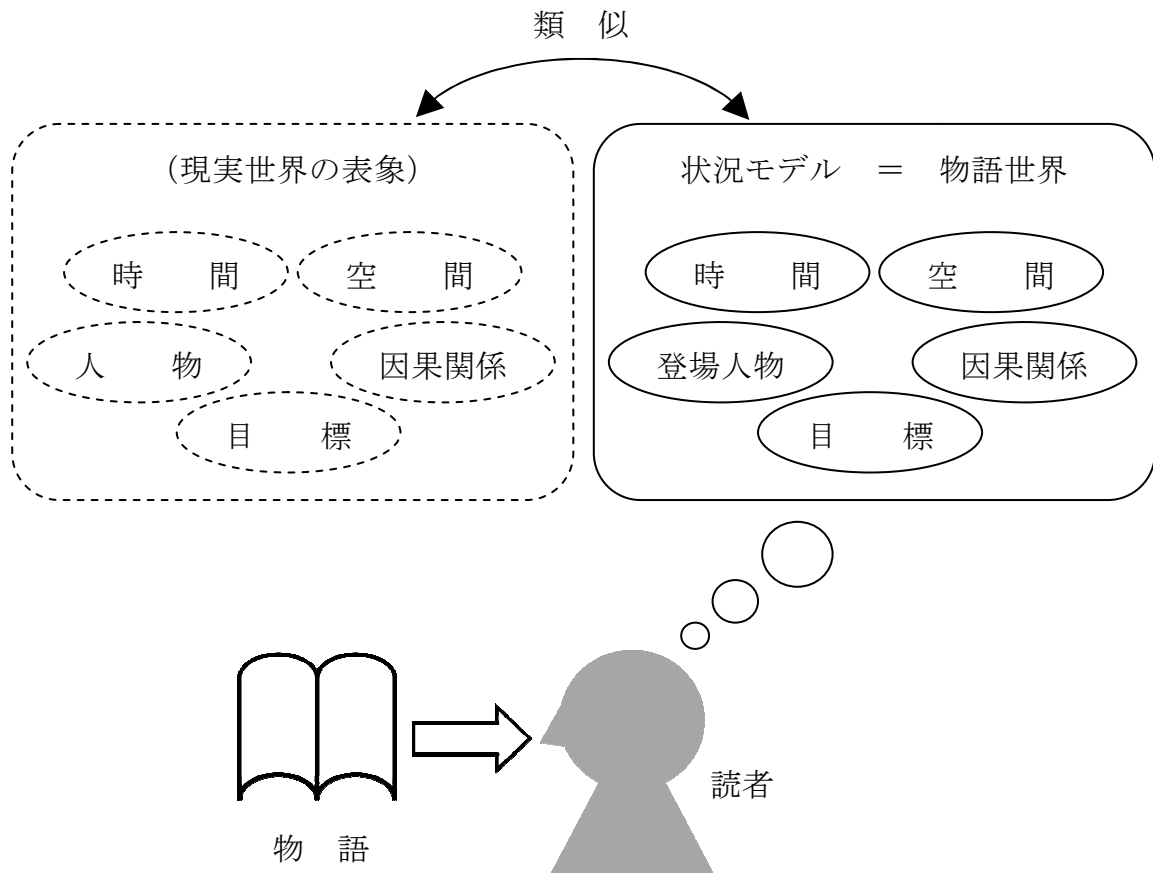 類　似
（現実世界の表象）
時　　間
空　　間
人　　物
因果関係
目　　標
状況モデル　＝　物語世界
時　　間
空　　間
登場人物
因果関係
目　　標
読者
物　語